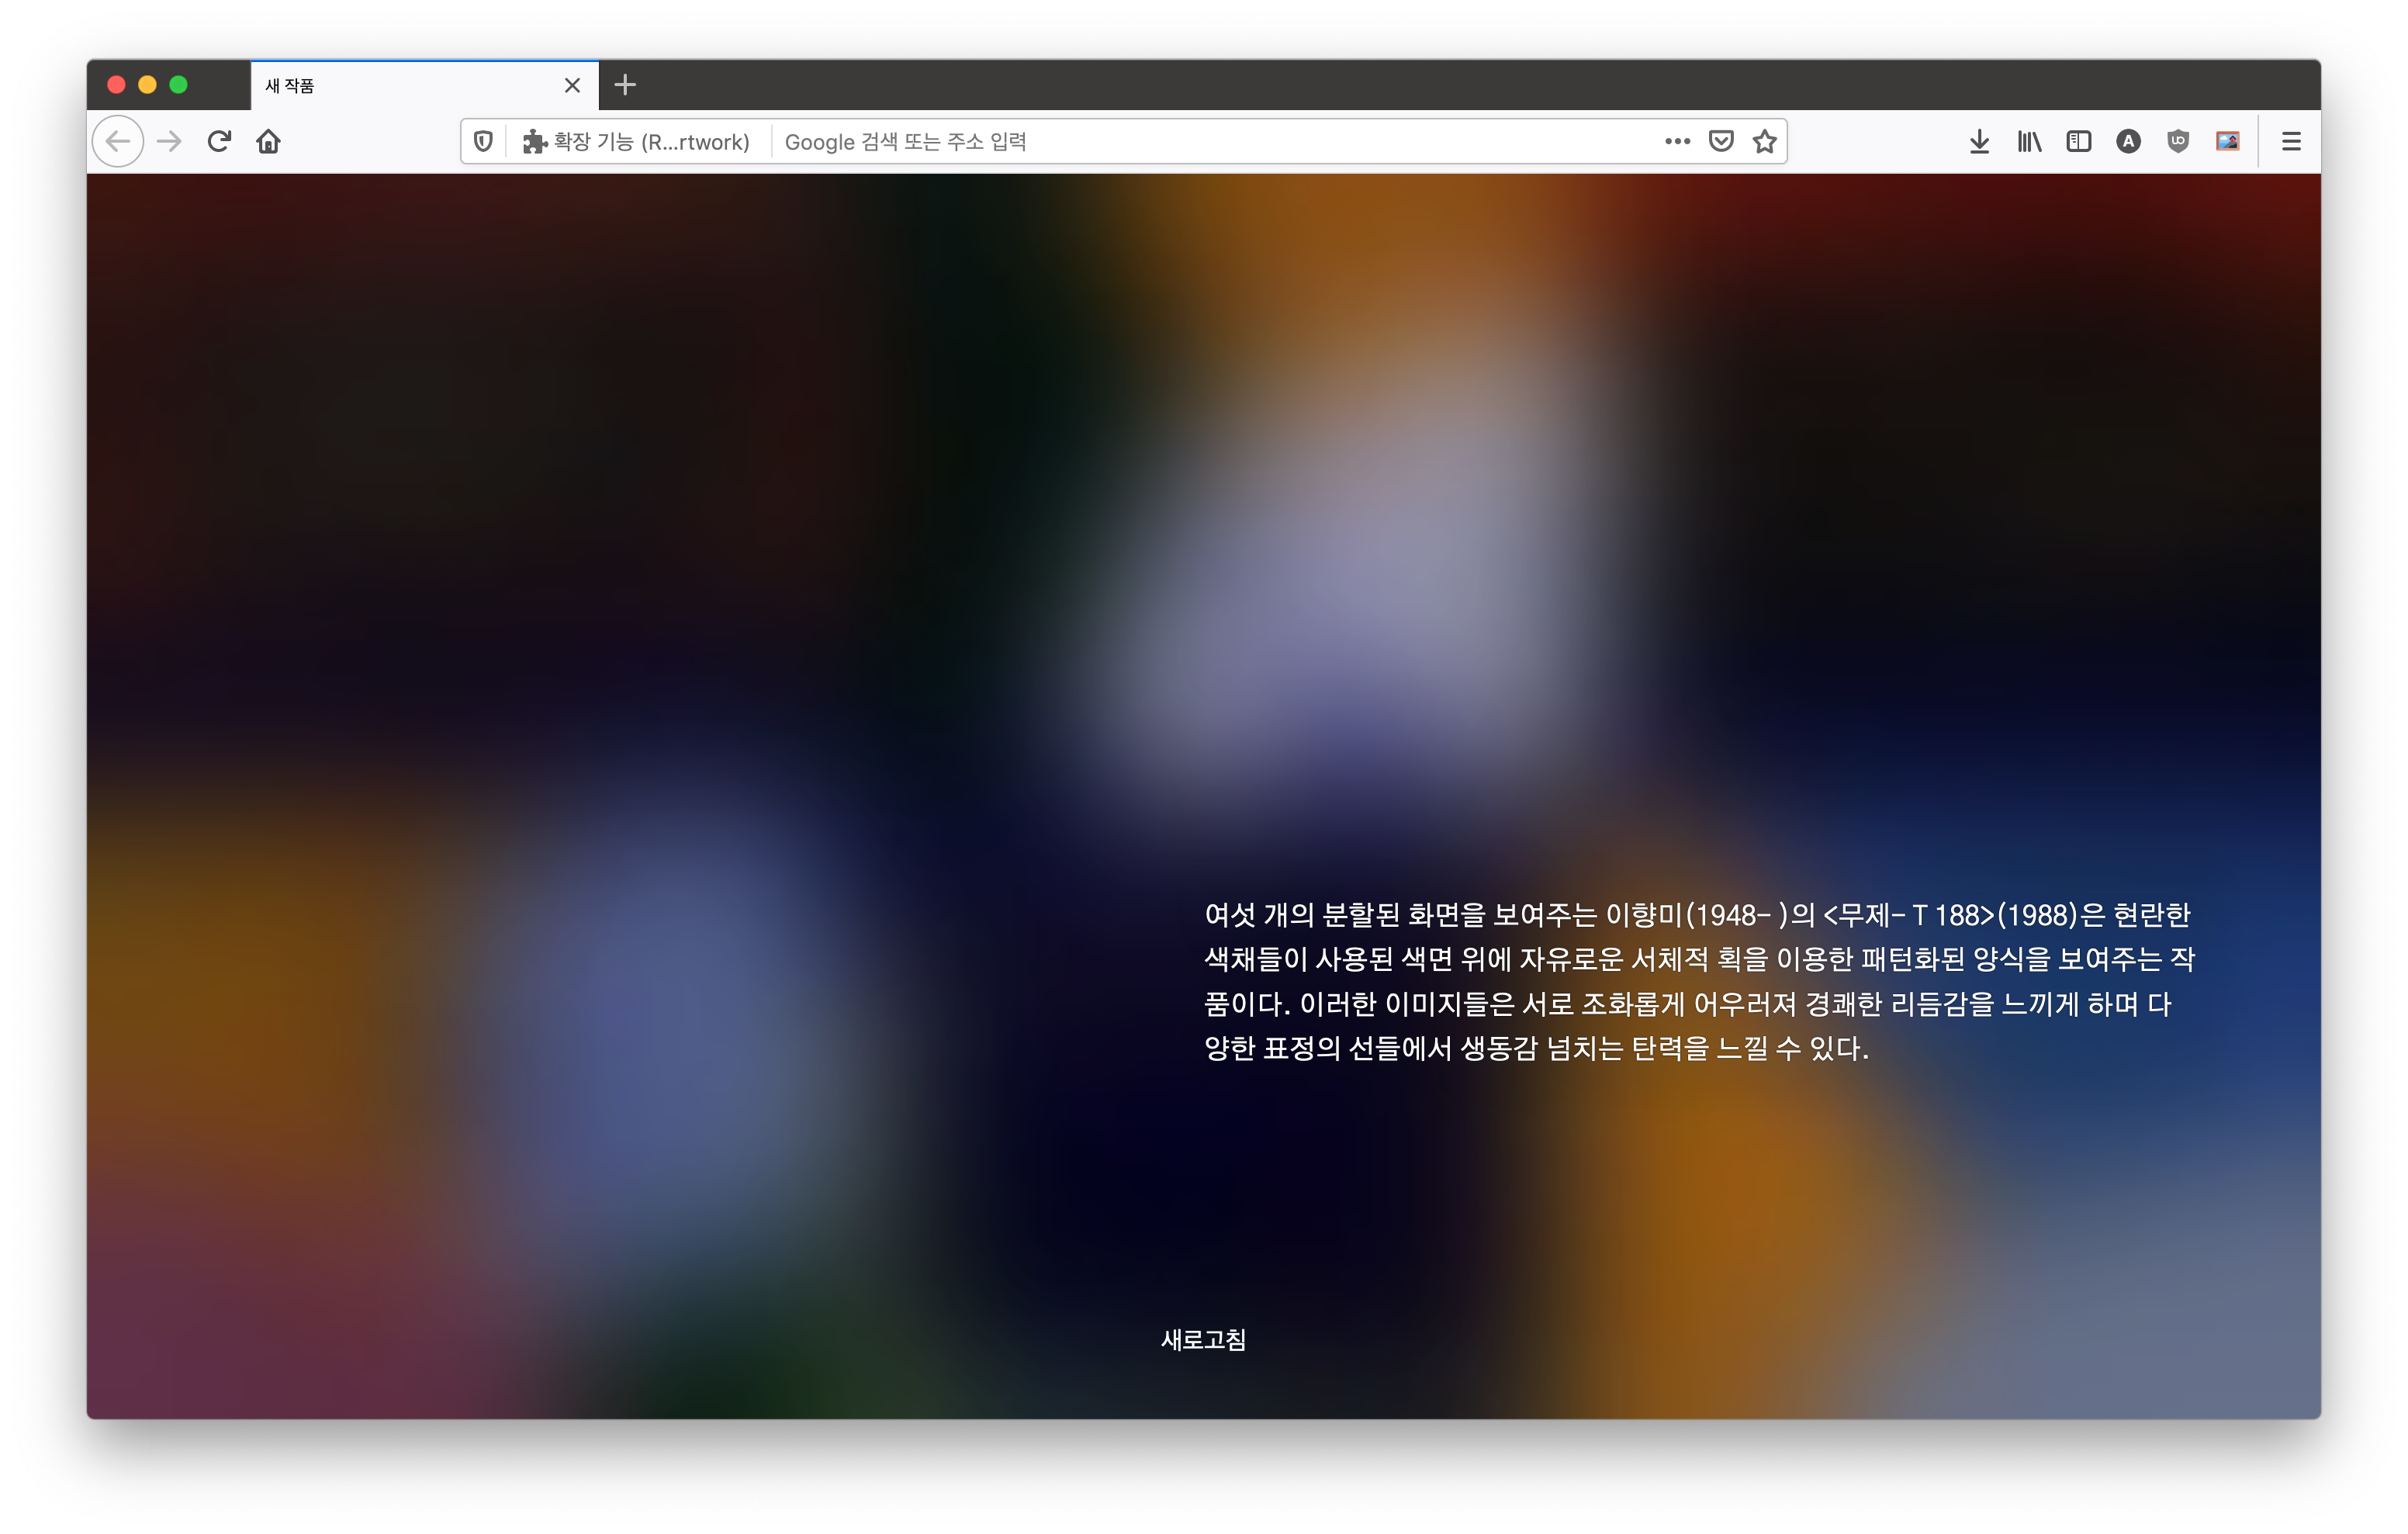 새 작품
확장 기능 (R...rtwork)
Google 검색 또는 주소 입력
A
uo
여섯 개의 분할된 화면을 보여주는 이향미(1948- )의 <무제- T 188>(1988)은 현란한
색채들이 사용된 색면 위에 자유로운 서체적 획을 이용한 패턴화된 양식을 보여주는 작
품이다. 이러한 이미지들은 서로 조화롭게 어우러져 경쾌한 리듬감을 느끼게 하며 다
양한 표정의 선들에서 생동감 넘치는 탄력을 느낄 수 있다.
새로고침